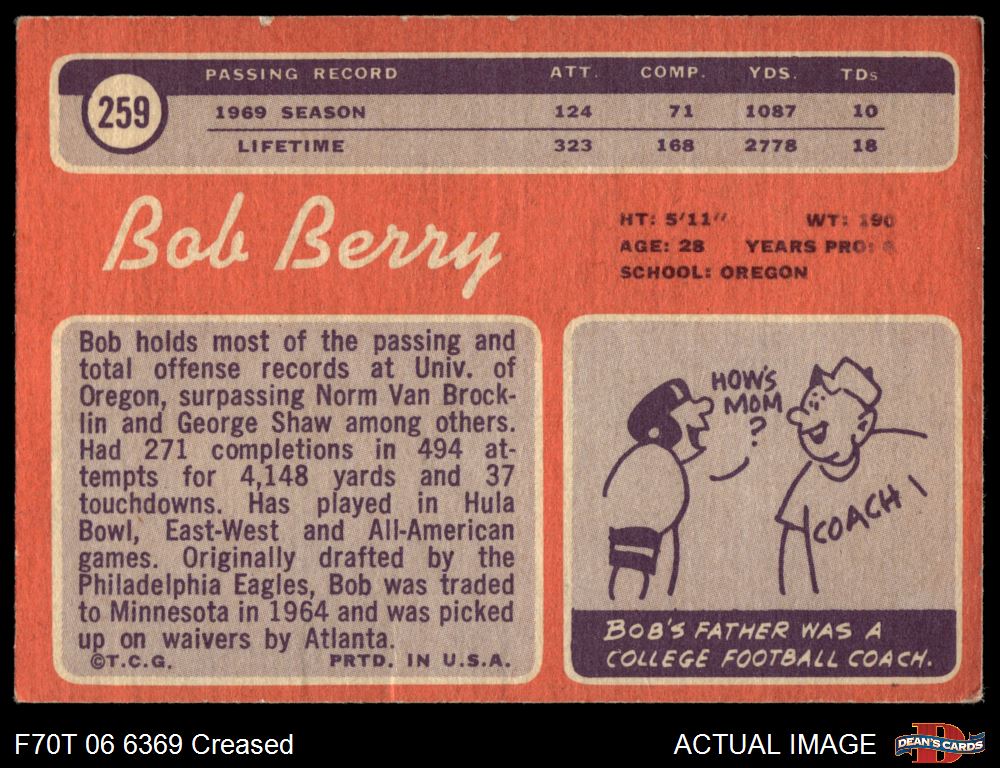 259
PASSING RECORD ATT. COMP. YDS. TDs
1969 SEASON 124 71 1087 10
LIFETIME 323 168 2778 18
Bob Berry
HT: 5'11" WT: 190
AGE: 28 YEARS PRO:
SCHOOL: OREGON
Bob holds most of the passing and
total offense records at Univ. of
Oregon, surpassing Norm Van Brock-
lin and George Shaw among others.
Had 271 completions in 494 at-
tempts for 4,148 yards and 37
touchdowns. Has played in Hula
Bowl, East-West and All-American
games. Originally drafted by the
Philadelphia Eagles, Bob was traded
to Minnesota in 1964 and was picked
up on waivers by Atlanta.
©T.C.G. PRTD. IN U.S.A.
HOW'S
MOM
?
COACH
BOB'S FATHER WAS A
COLLEGE FOOTBALL COACH.
F70T 06 6369 Creased
ACTUAL IMAGE
D
DEAN'S CARDS